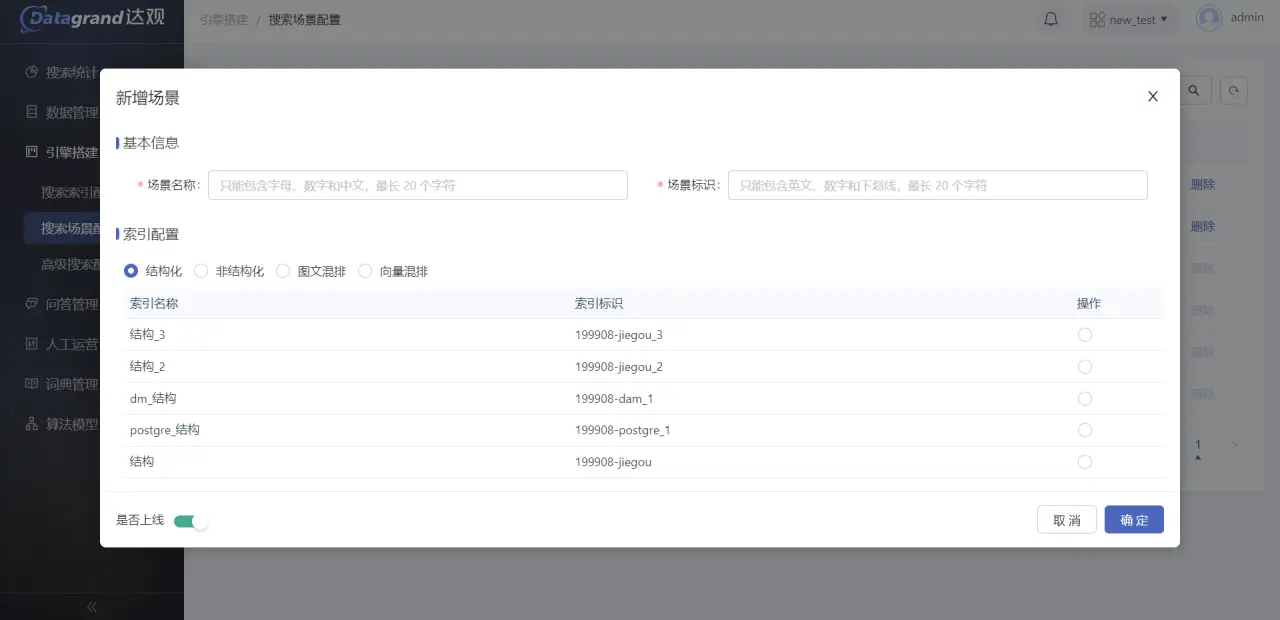 Datagrand 达观
引擎搭建 / 搜索场景配置
new_test
admin
搜索统计
数据管理
引擎搭建
搜索索引配
搜索场景配
高级搜索配
问答管理
人工运营
词典管理
算法模型
新增场景
基本信息
* 场景名称: 只能包含字母、数字和中文，最长 20 个字符
* 场景标识: 只能包含英文、数字和下划线，最长 20 个字符
索引配置
结构化 非结构化 图文混排 向量混排
索引名称 索引标识 操作
结构_3 199908-jiegou_3
结构_2 199908-jiegou_2
dm_结构 199908-dam_1
postgre_结构 199908-postgre_1
结构 199908-jiegou
是否上线
取消 确定
删除
删除
删除
删除
删除
删除
1